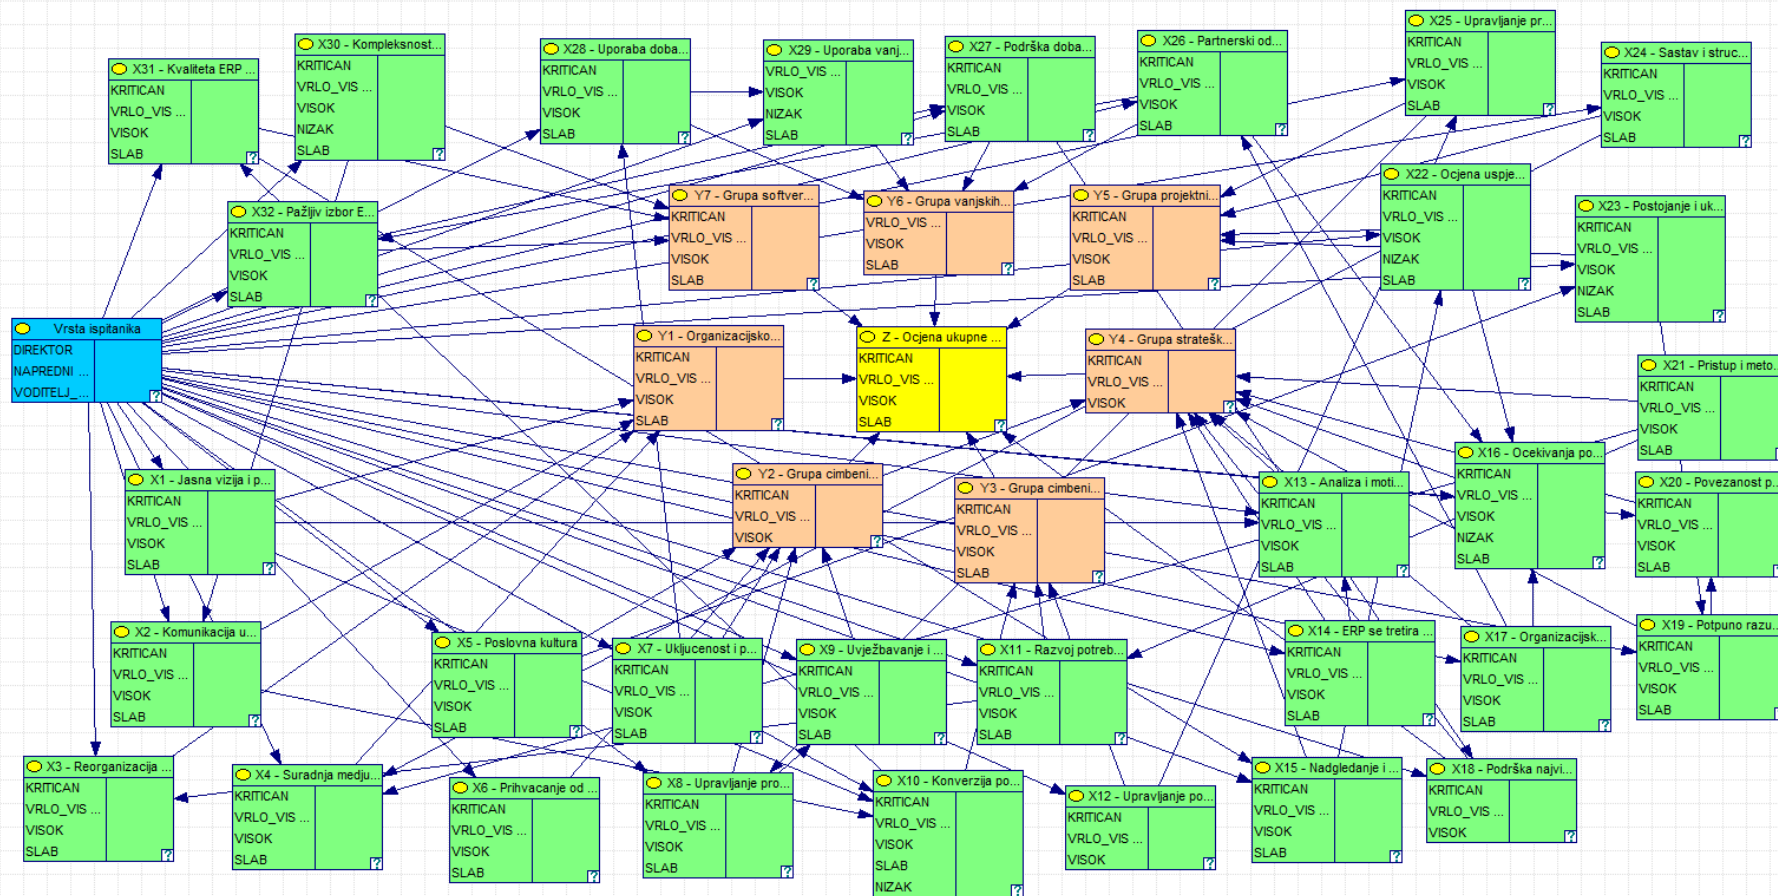 X25 - Upravljanje pr...
KRITICAN
VRLO_VIS ...
VISOK
SLAB
X30 - Kompleksnost...
KRITICAN
VRLO_VIS ...
VISOK
NIZAK
SLAB
X28 - Uporaba doba...
KRITICAN
VRLO_VIS ...
VISOK
SLAB
X29 - Uporaba vanj...
VRLO_VIS ...
VISOK
NIZAK
SLAB
X27 - Podrška doba...
KRITICAN
VRLO_VIS ...
VISOK
SLAB
X26 - Partnerski od...
KRITICAN
VRLO_VIS ...
VISOK
SLAB
X24 - Sastav i struc...
KRITICAN
VRLO_VIS ...
VISOK
SLAB
X31 - Kvaliteta ERP ...
KRITICAN
VRLO_VIS ...
VISOK
SLAB
X32 - Pažljiv izbor E...
KRITICAN
VRLO_VIS ...
VISOK
SLAB
Y7 - Grupa softver...
KRITICAN
VRLO_VIS ...
VISOK
SLAB
Y6 - Grupa vanjskih...
VRLO_VIS ...
VISOK
SLAB
Y5 - Grupa projektni...
KRITICAN
VRLO_VIS ...
VISOK
SLAB
X22 - Ocjena uspje...
KRITICAN
VRLO_VIS ...
VISOK
NIZAK
SLAB
X23 - Postojanje i uk...
KRITICAN
VRLO_VIS ...
VISOK
NIZAK
SLAB
Vrsta ispitanika
DIREKTOR
NAPREDNI ...
VODITELJ_...
Y1 - Organizacijsko...
KRITICAN
VRLO_VIS ...
VISOK
SLAB
Z - Ocjena ukupne ...
KRITICAN
VRLO_VIS ...
VISOK
SLAB
Y4 - Grupa stratešk...
KRITICAN
VRLO_VIS ...
VISOK
X21 - Pristup i meto...
KRITICAN
VRLO_VIS ...
VISOK
SLAB
X1 - Jasna vizija i p...
KRITICAN
VRLO_VIS ...
VISOK
SLAB
Y2 - Grupa cimbeni...
KRITICAN
VRLO_VIS ...
VISOK
Y3 - Grupa cimbeni...
KRITICAN
VRLO_VIS ...
VISOK
SLAB
X13 - Analiza i moti...
KRITICAN
VRLO_VIS ...
VISOK
SLAB
X16 - Ocekivanja po...
KRITICAN
VRLO_VIS ...
VISOK
NIZAK
SLAB
X20 - Povezanost p...
KRITICAN
VRLO_VIS ...
VISOK
SLAB
X2 - Komunikacija u...
KRITICAN
VRLO_VIS ...
VISOK
SLAB
X5 - Poslovna kultura
KRITICAN
VRLO_VIS ...
VISOK
SLAB
X7 - Ukljucenost i p...
KRITICAN
VRLO_VIS ...
VISOK
SLAB
X9 - Uvježbavanje i ...
KRITICAN
VRLO_VIS ...
VISOK
SLAB
X11 - Razvoj potreb...
KRITICAN
VRLO_VIS ...
VISOK
SLAB
X14 - ERP se tretira ...
KRITICAN
VRLO_VIS ...
VISOK
SLAB
X17 - Organizacijsk...
KRITICAN
VRLO_VIS ...
VISOK
SLAB
X19 - Potpuno razu...
KRITICAN
VRLO_VIS ...
VISOK
SLAB
X3 - Reorganizacija ...
KRITICAN
VRLO_VIS ...
VISOK
SLAB
X4 - Suradnja medju...
KRITICAN
VRLO_VIS ...
VISOK
SLAB
X6 - Prihvacanje od ...
KRITICAN
VRLO_VIS ...
VISOK
SLAB
X8 - Upravljanje pro...
KRITICAN
VRLO_VIS ...
VISOK
SLAB
X10 - Konverzija po...
KRITICAN
VRLO_VIS ...
VISOK
SLAB
NIZAK
X12 - Upravljanje po...
KRITICAN
VRLO_VIS ...
VISOK
X15 - Nadgledanje i ...
KRITICAN
VRLO_VIS ...
VISOK
SLAB
X18 - Podrška najvi...
KRITICAN
VRLO_VIS ...
VISOK